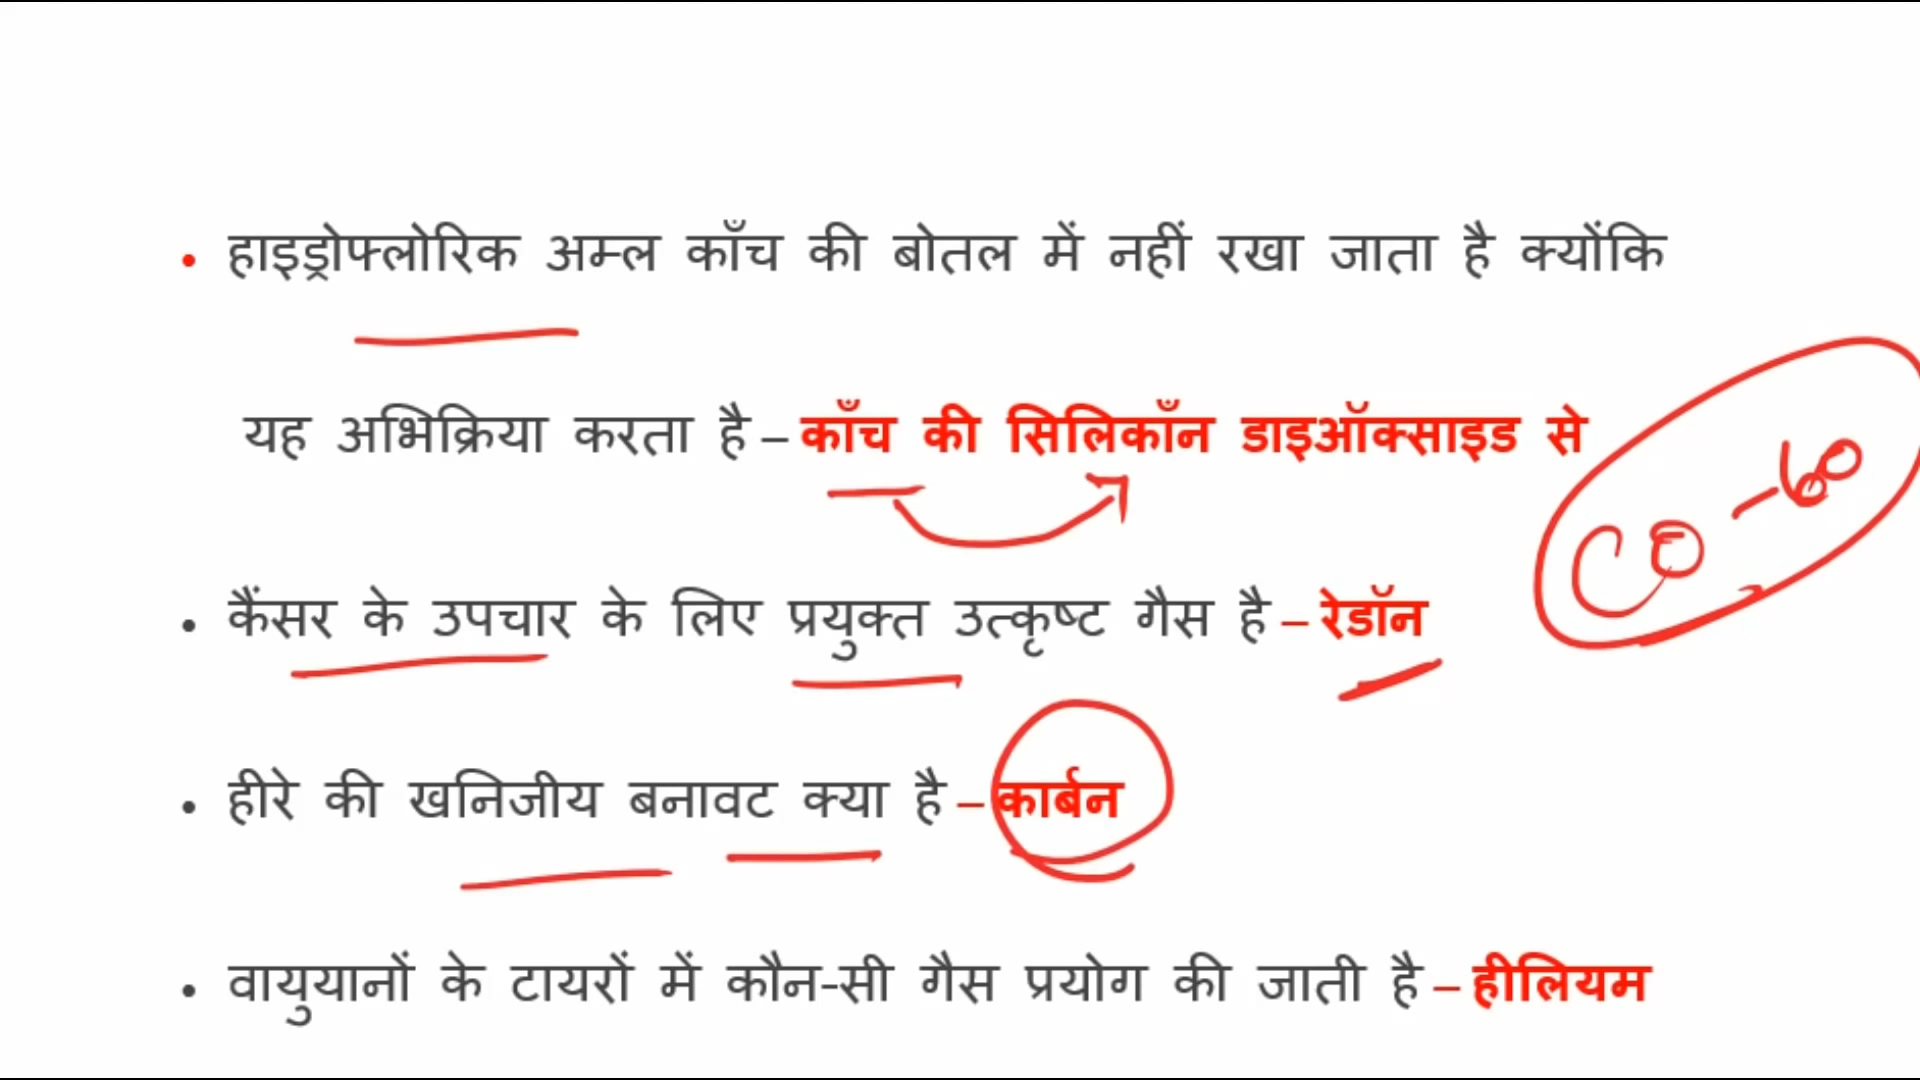 • हाइड्रोफ्लोरिक अम्ल काँच की बोतल में नहीं रखा जाता है क्योंकि
यह अभिक्रिया करता है – काँच की सिलिकाँन डाइऑक्साइड से
CO - 60
• कैंसर के उपचार के लिए प्रयुक्त उत्कृष्ट गैस है – रेडॉन
• हीरे की खनिजीय बनावट क्या है – कार्बन
• वायुयानों के टायरों में कौन-सी गैस प्रयोग की जाती है – हीलियम